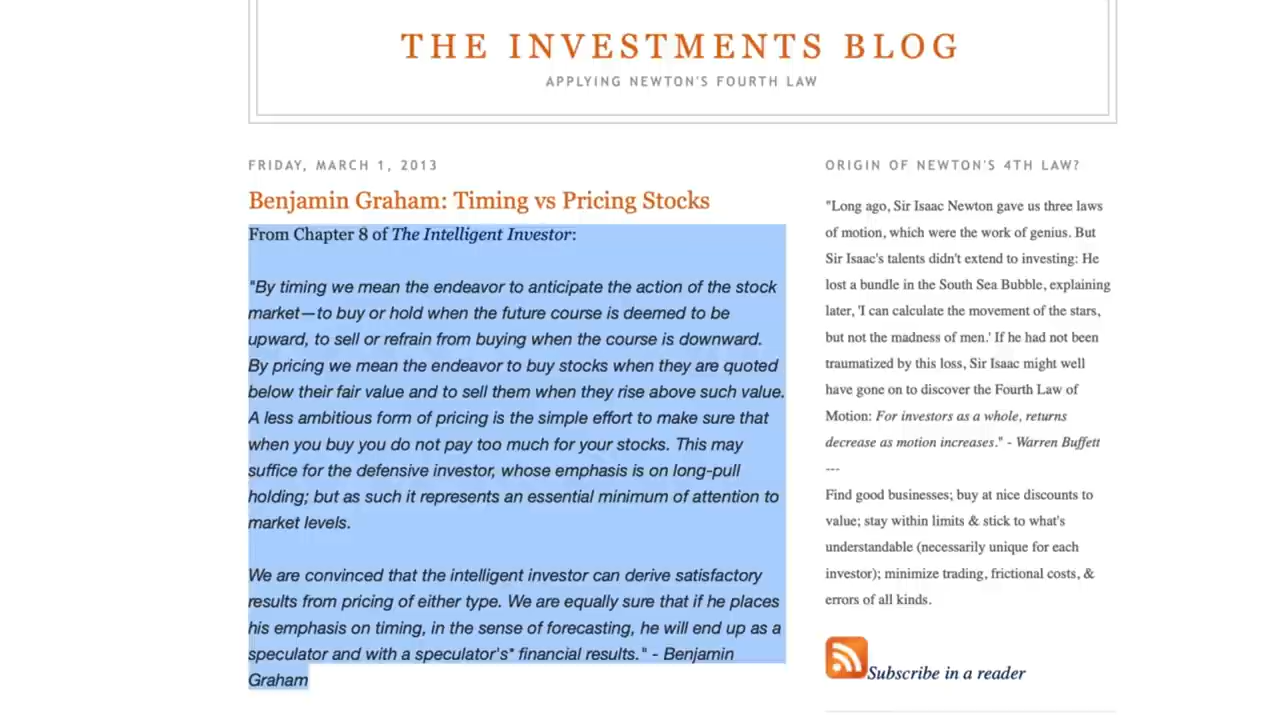 THE INVESTMENTS BLOG
APPLYING NEWTON'S FOURTH LAW
FRIDAY, MARCH 1, 2013
Benjamin Graham: Timing vs Pricing Stocks
From Chapter 8 of The Intelligent Investor:
"By timing we mean the endeavor to anticipate the action of the stock
market—to buy or hold when the future course is deemed to be
upward, to sell or refrain from buying when the course is downward.
By pricing we mean the endeavor to buy stocks when they are quoted
below their fair value and to sell them when they rise above such value.
A less ambitious form of pricing is the simple effort to make sure that
when you buy you do not pay too much for your stocks. This may
suffice for the defensive investor, whose emphasis is on long-pull
holding; but as such it represents an essential minimum of attention to
market levels.
We are convinced that the intelligent investor can derive satisfactory
results from pricing of either type. We are equally sure that if he places
his emphasis on timing, in the sense of forecasting, he will end up as a
speculator and with a speculator's* financial results." - Benjamin
Graham
ORIGIN OF NEWTON'S 4TH LAW?
"Long ago, Sir Isaac Newton gave us three laws
of motion, which were the work of genius. But
Sir Isaac's talents didn't extend to investing: He
lost a bundle in the South Sea Bubble, explaining
later, 'I can calculate the movement of the stars,
but not the madness of men.' If he had not been
traumatized by this loss, Sir Isaac might well
have gone on to discover the Fourth Law of
Motion: For investors as a whole, returns
decrease as motion increases." - Warren Buffett
---
Find good businesses; buy at nice discounts to
value; stay within limits & stick to what's
understandable (necessarily unique for each
investor); minimize trading, frictional costs, &
errors of all kinds.
Subscribe in a reader